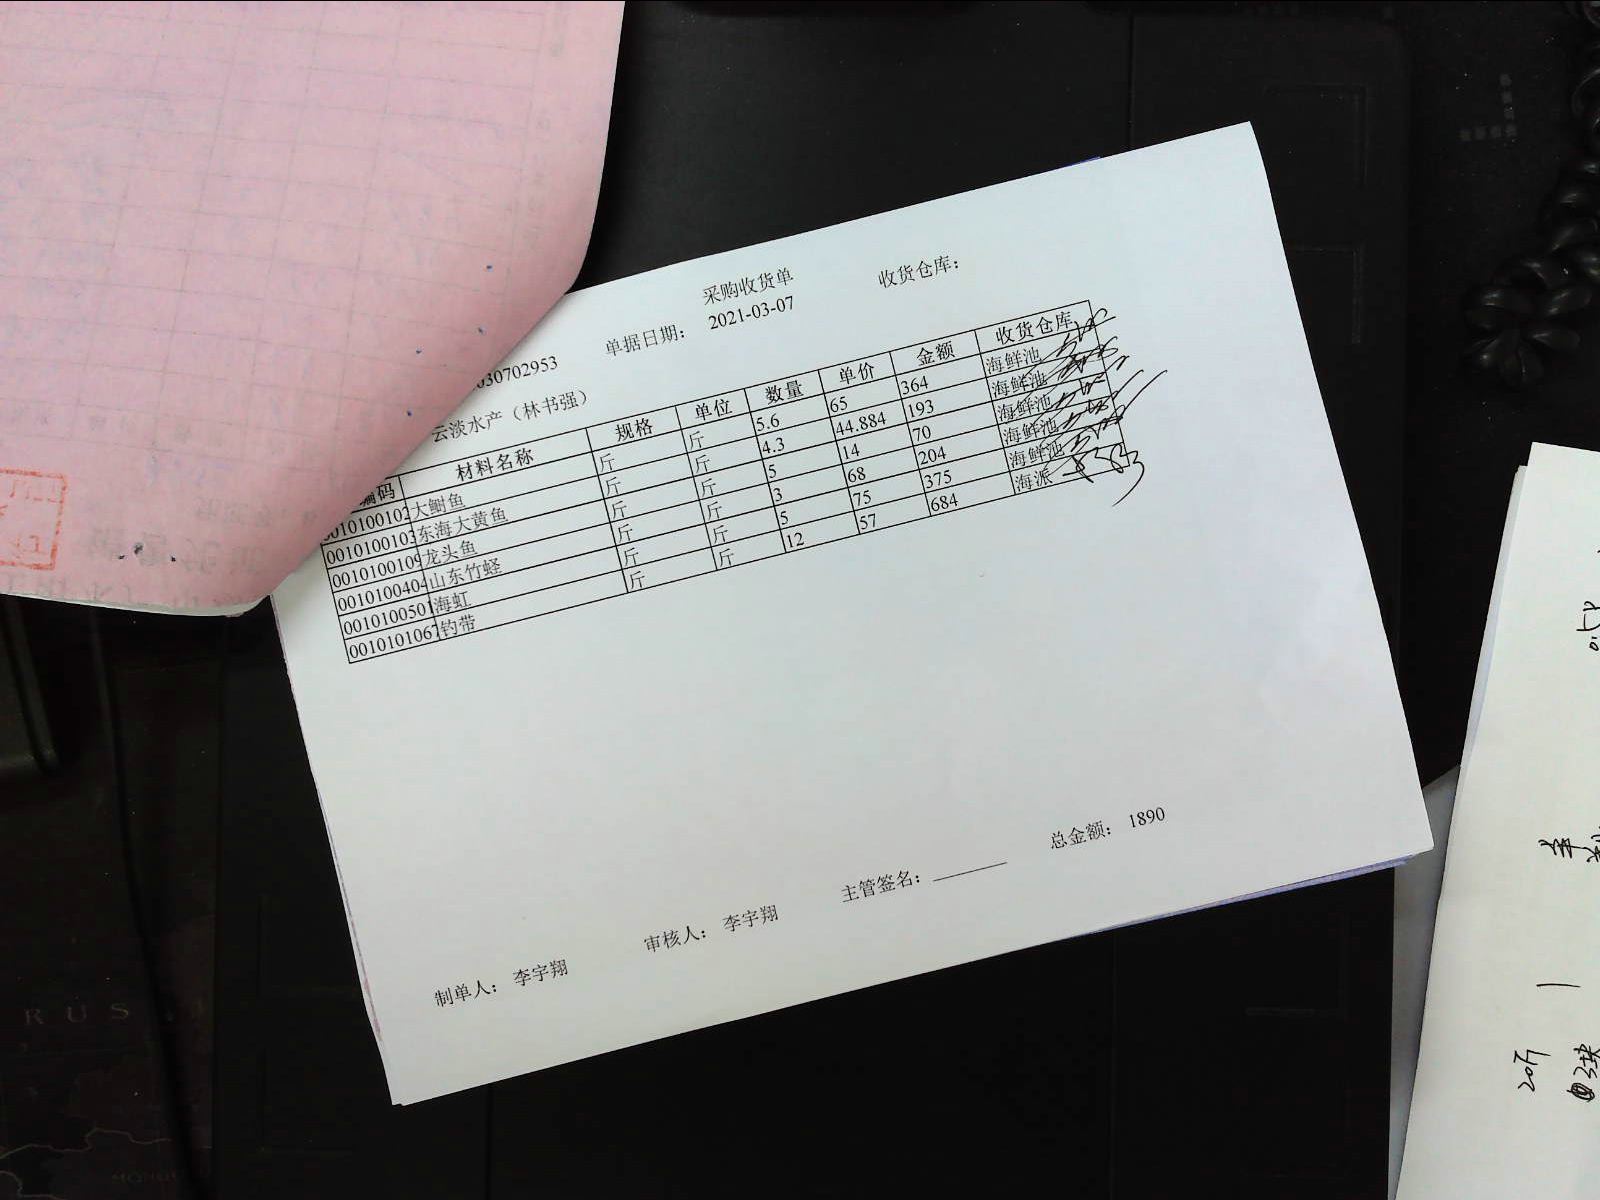 采购收货单
收货仓库：
单据日期： 2021-03-07
030702953
云淡水产（林书强）
编码 材料名称 规格 单位 数量 单价 金额 收货仓库
0010100102 大鲥鱼 斤 斤 5.6 65 364 海鲜池
0010100103 东海大黄鱼 斤 斤 4.3 44.884 193 海鲜池
0010100109 龙头鱼 斤 斤 5 14 70 海鲜池
0010100404 山东竹蛏 斤 斤 3 68 204 海鲜池
0010100501 海虹 斤 斤 5 75 375 海鲜池
0010101067 钓带 斤 斤 12 57 684 海派
总金额： 1890
主管签名：
审核人： 李宇翔
制单人： 李宇翔
RUS